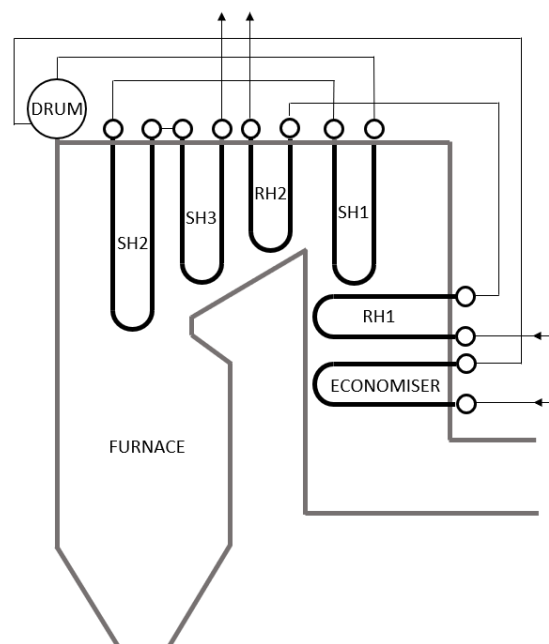 DRUM
RH2
SH3
SH1
SH2
RH1
ECONOMISER
FURNACE